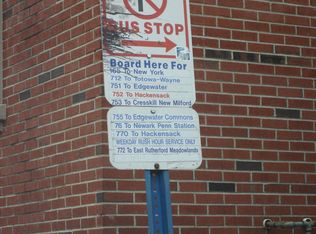 BUS STOP
Board Here For
165 To New York
712 To Totowa-Wayne
751 To Edgewater
752 To Hackensack
753 To Cresskill New Milford
755 To Edgewater Commons
76 To Newark Penn Station
770 To Hackensack
WEEKDAY RUSH HOUR SERVICE ONLY
772 To East Rutherford Meadowlands